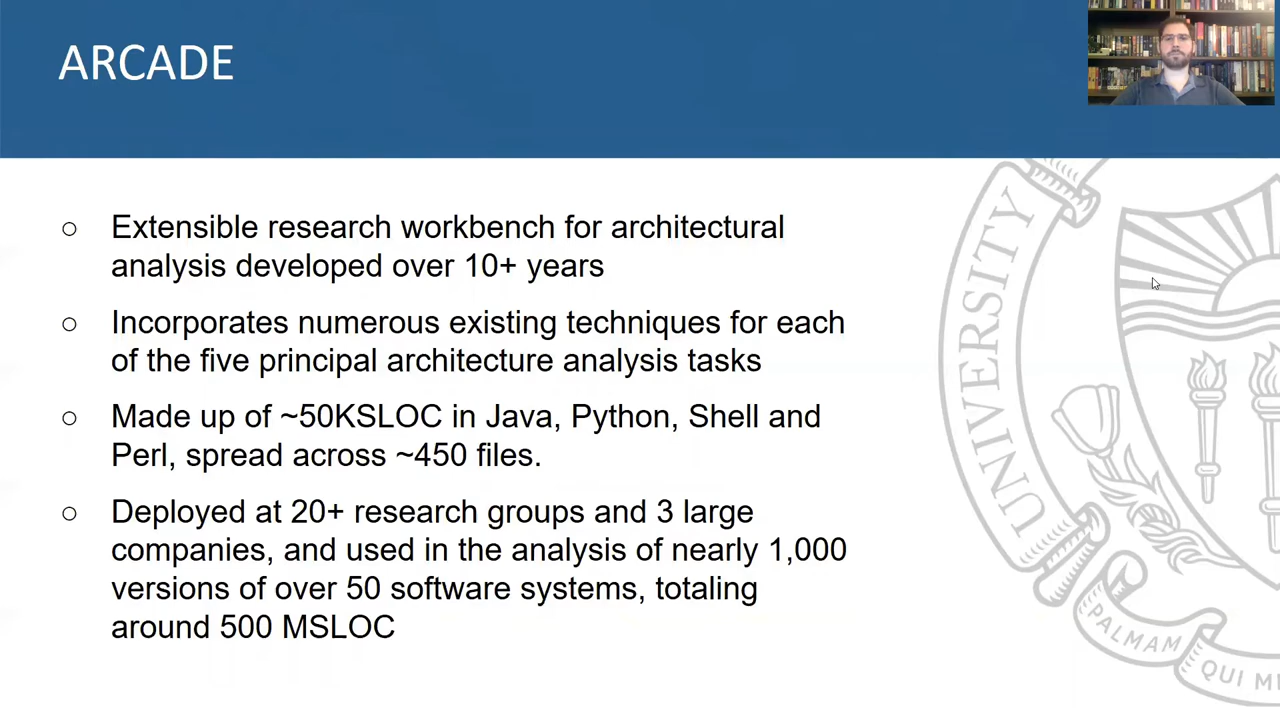 ARCADE
○ Extensible research workbench for architectural
analysis developed over 10+ years
○ Incorporates numerous existing techniques for each
of the five principal architecture analysis tasks
○ Made up of ~50KSLOC in Java, Python, Shell and
Perl, spread across ~450 files.
○ Deployed at 20+ research groups and 3 large
companies, and used in the analysis of nearly 1,000
versions of over 50 software systems, totaling
around 500 MSLOC
UNIVERSITY
PALMAM
QUI